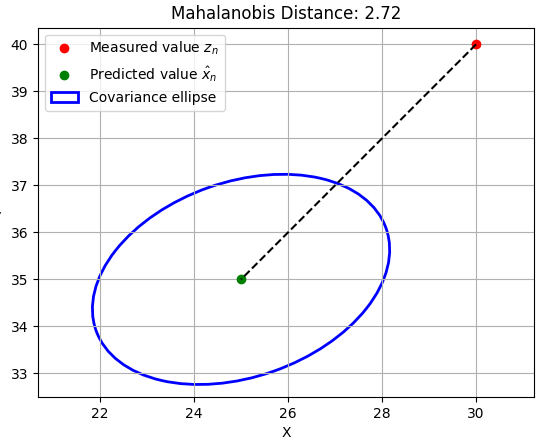 Mahalanobis Distance: 2.72
Measured value $z_n$
Predicted value $\hat{x}_n$
Covariance ellipse
40
39
38
37
36
35
34
33
22
24
26
28
30
X